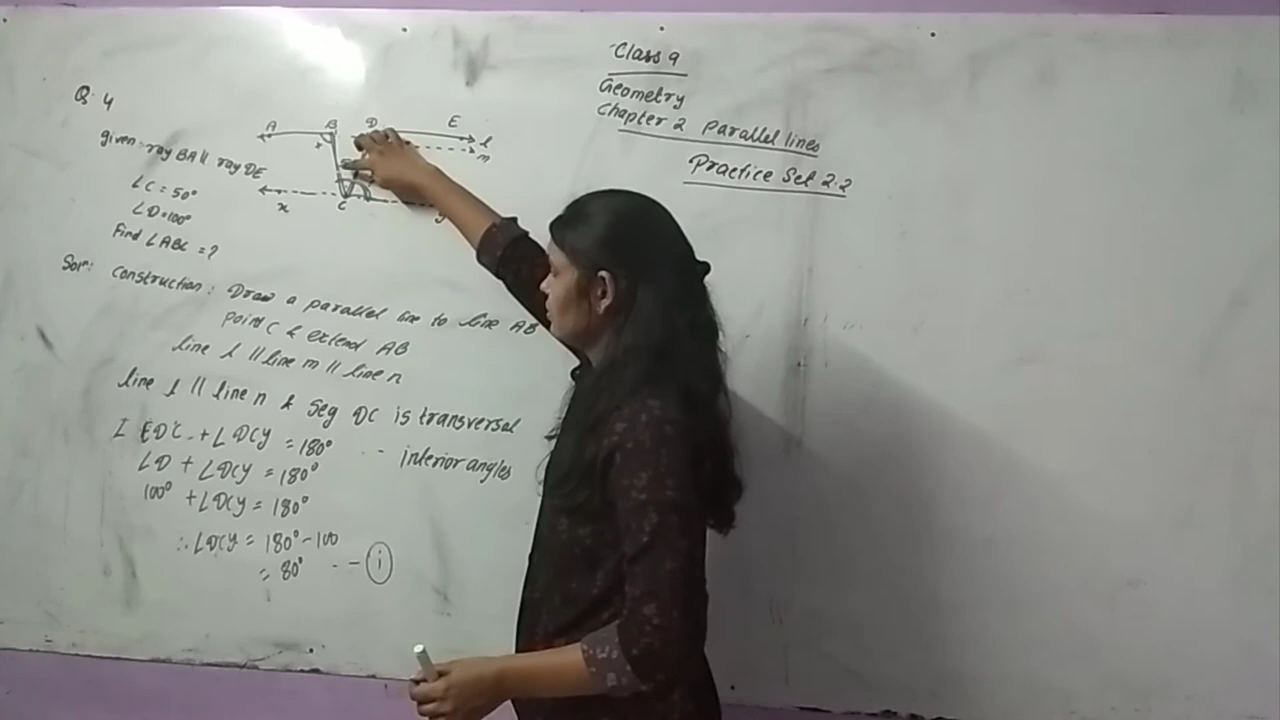 Class 9
Geometry
Chapter 2 Parallel lines
Practice Set 2.2
Q. 4
A B D E l
x m
x C y
given:- ray BA || ray DE
∠C = 50°
∠D = 100°
Find ∠ABC = ?
Solⁿ: Construction: Draw a parallel line to line AB
point C & extend AB
line l || line m || line n
line l || line n & seg DC is transversal
EDC + ∠DCY = 180° - - interior angles
∠D + ∠DCY = 180°
100° + ∠DCY = 180°
∴ ∠DCY = 180° - 100
= 80° - - (i)